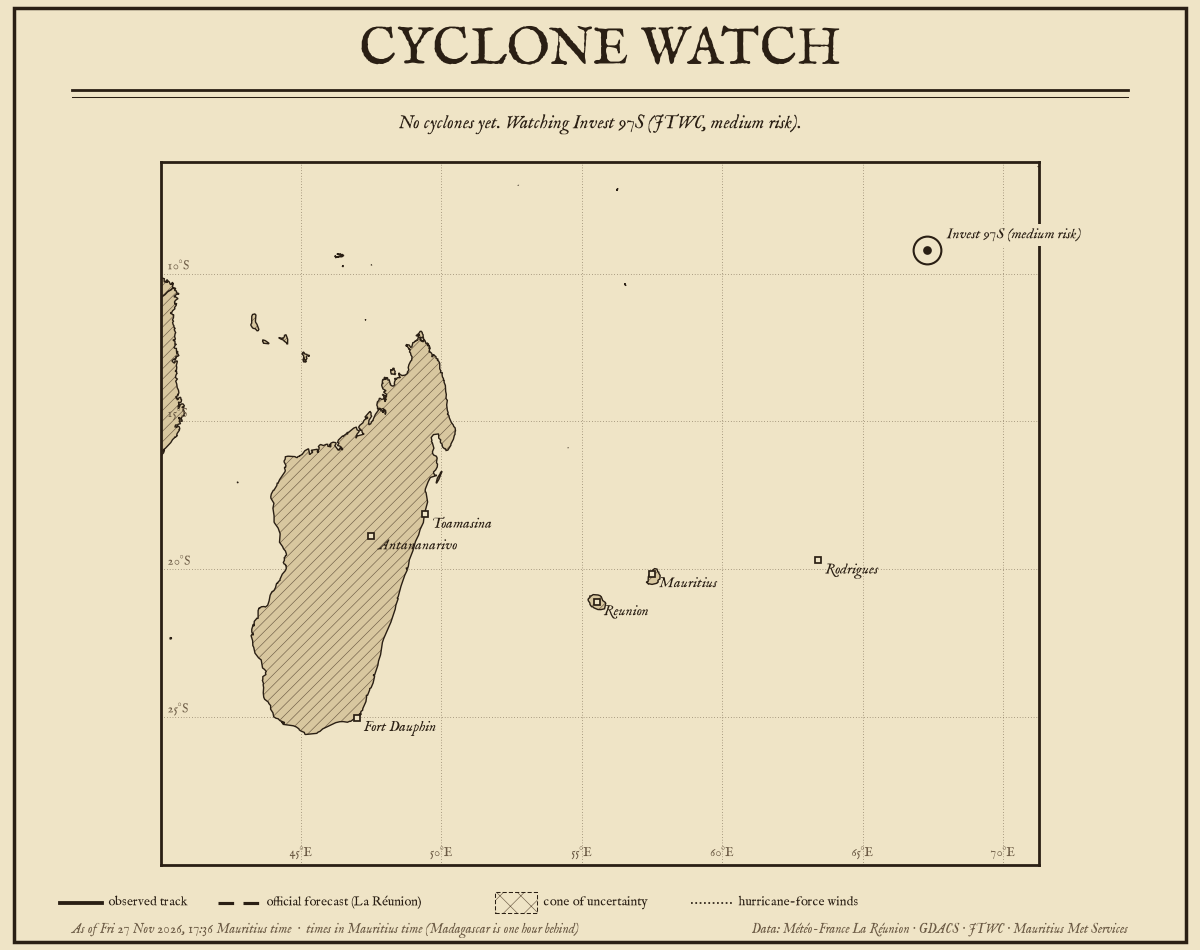 CYCLONE WATCH
No cyclones yet. Watching Invest 97S (JTWC, medium risk).
Invest 97S (medium risk)
10°S
15°S
Toamasina
Antananarivo
20°S
Rodrigues
Mauritius
Reunion
25°S
Fort Dauphin
45°E
50°E
55°E
60°E
65°E
70°E
observed track
official forecast (La Réunion)
cone of uncertainty
hurricane-force winds
As of Fri 27 Nov 2026, 17:36 Mauritius time · times in Mauritius time (Madagascar is one hour behind)
Data: Météo-France La Réunion · GDACS · JTWC · Mauritius Met Services